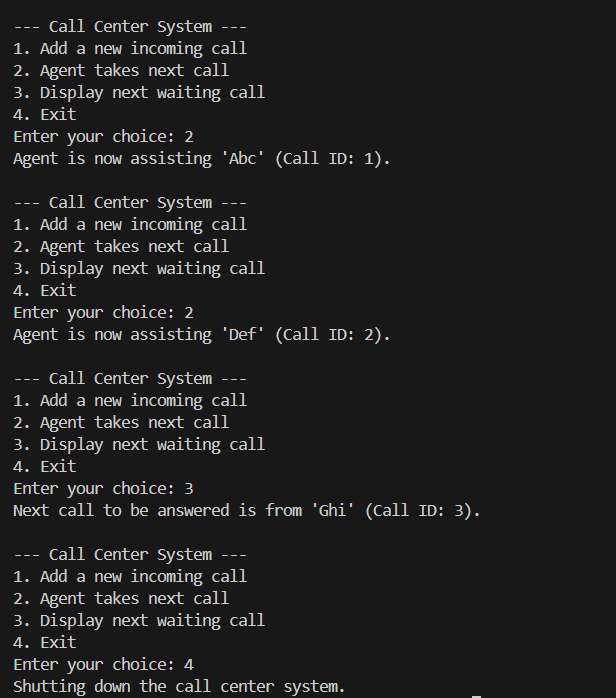 --- Call Center System ---
1. Add a new incoming call
2. Agent takes next call
3. Display next waiting call
4. Exit
Enter your choice: 2
Agent is now assisting 'Abc' (Call ID: 1).
--- Call Center System ---
1. Add a new incoming call
2. Agent takes next call
3. Display next waiting call
4. Exit
Enter your choice: 2
Agent is now assisting 'Def' (Call ID: 2).
--- Call Center System ---
1. Add a new incoming call
2. Agent takes next call
3. Display next waiting call
4. Exit
Enter your choice: 3
Next call to be answered is from 'Ghi' (Call ID: 3).
--- Call Center System ---
1. Add a new incoming call
2. Agent takes next call
3. Display next waiting call
4. Exit
Enter your choice: 4
Shutting down the call center system.